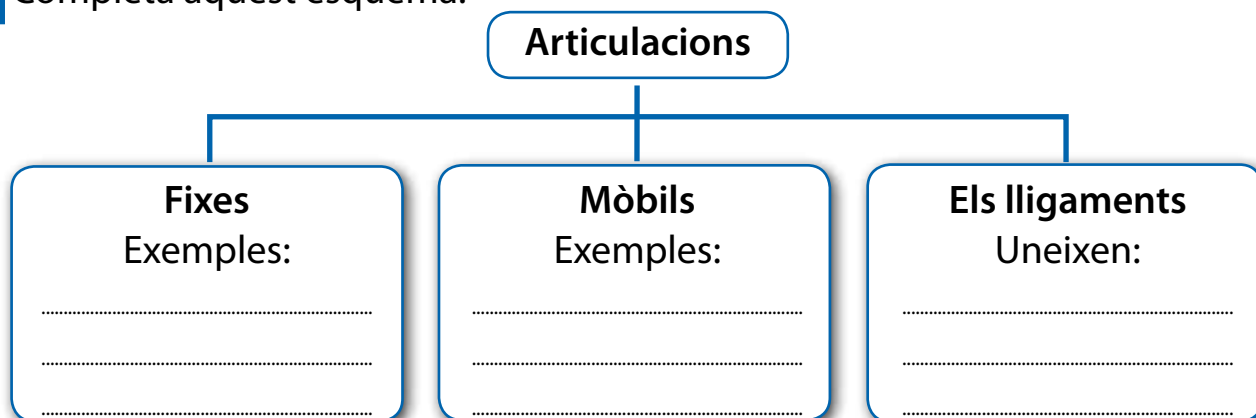 Completa aquest esquema:
Articulacions
Fixes
Exemples:
Mòbils
Exemples:
Els lligaments
Uneixen: